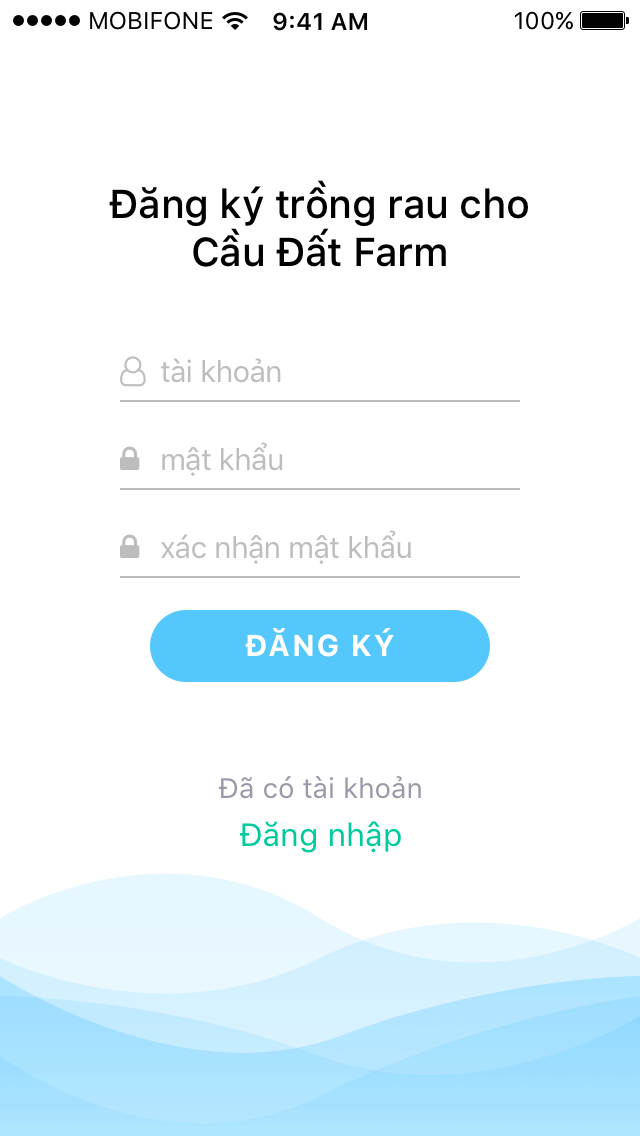 MOBIFONE 9:41 AM 100%
Đăng ký trồng rau cho
Cầu Đất Farm
tài khoản
mật khẩu
xác nhận mật khẩu
ĐĂNG KÝ
Đã có tài khoản
Đăng nhập